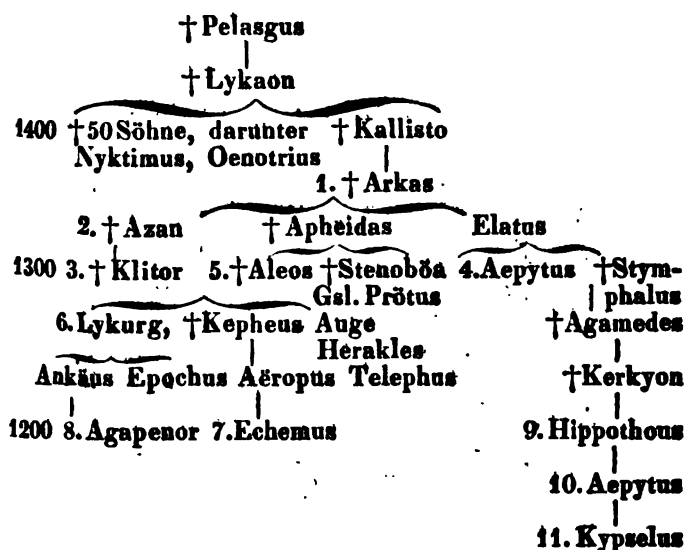 †Pelasgus
†Lykaon
1400 †50 Söhne, darunter †Kallisto
Nyktimus, Oenotrius
1. †Arkas
2. †Azan †Apheidas Elatus
1300 3. †Klitor 5. †Aleos †Stenoböa 4. Aepytus †Stym-
Gsl. Prötus phalus
6. Lykurg, †Kepheus Auge †Agamedes
Herakles
Ankäus Epochus Aëropus Telephus †Kerkyon
1200 8. Agapenor 7. Echemus 9. Hippothous
10. Aepytus
11. Kypselus